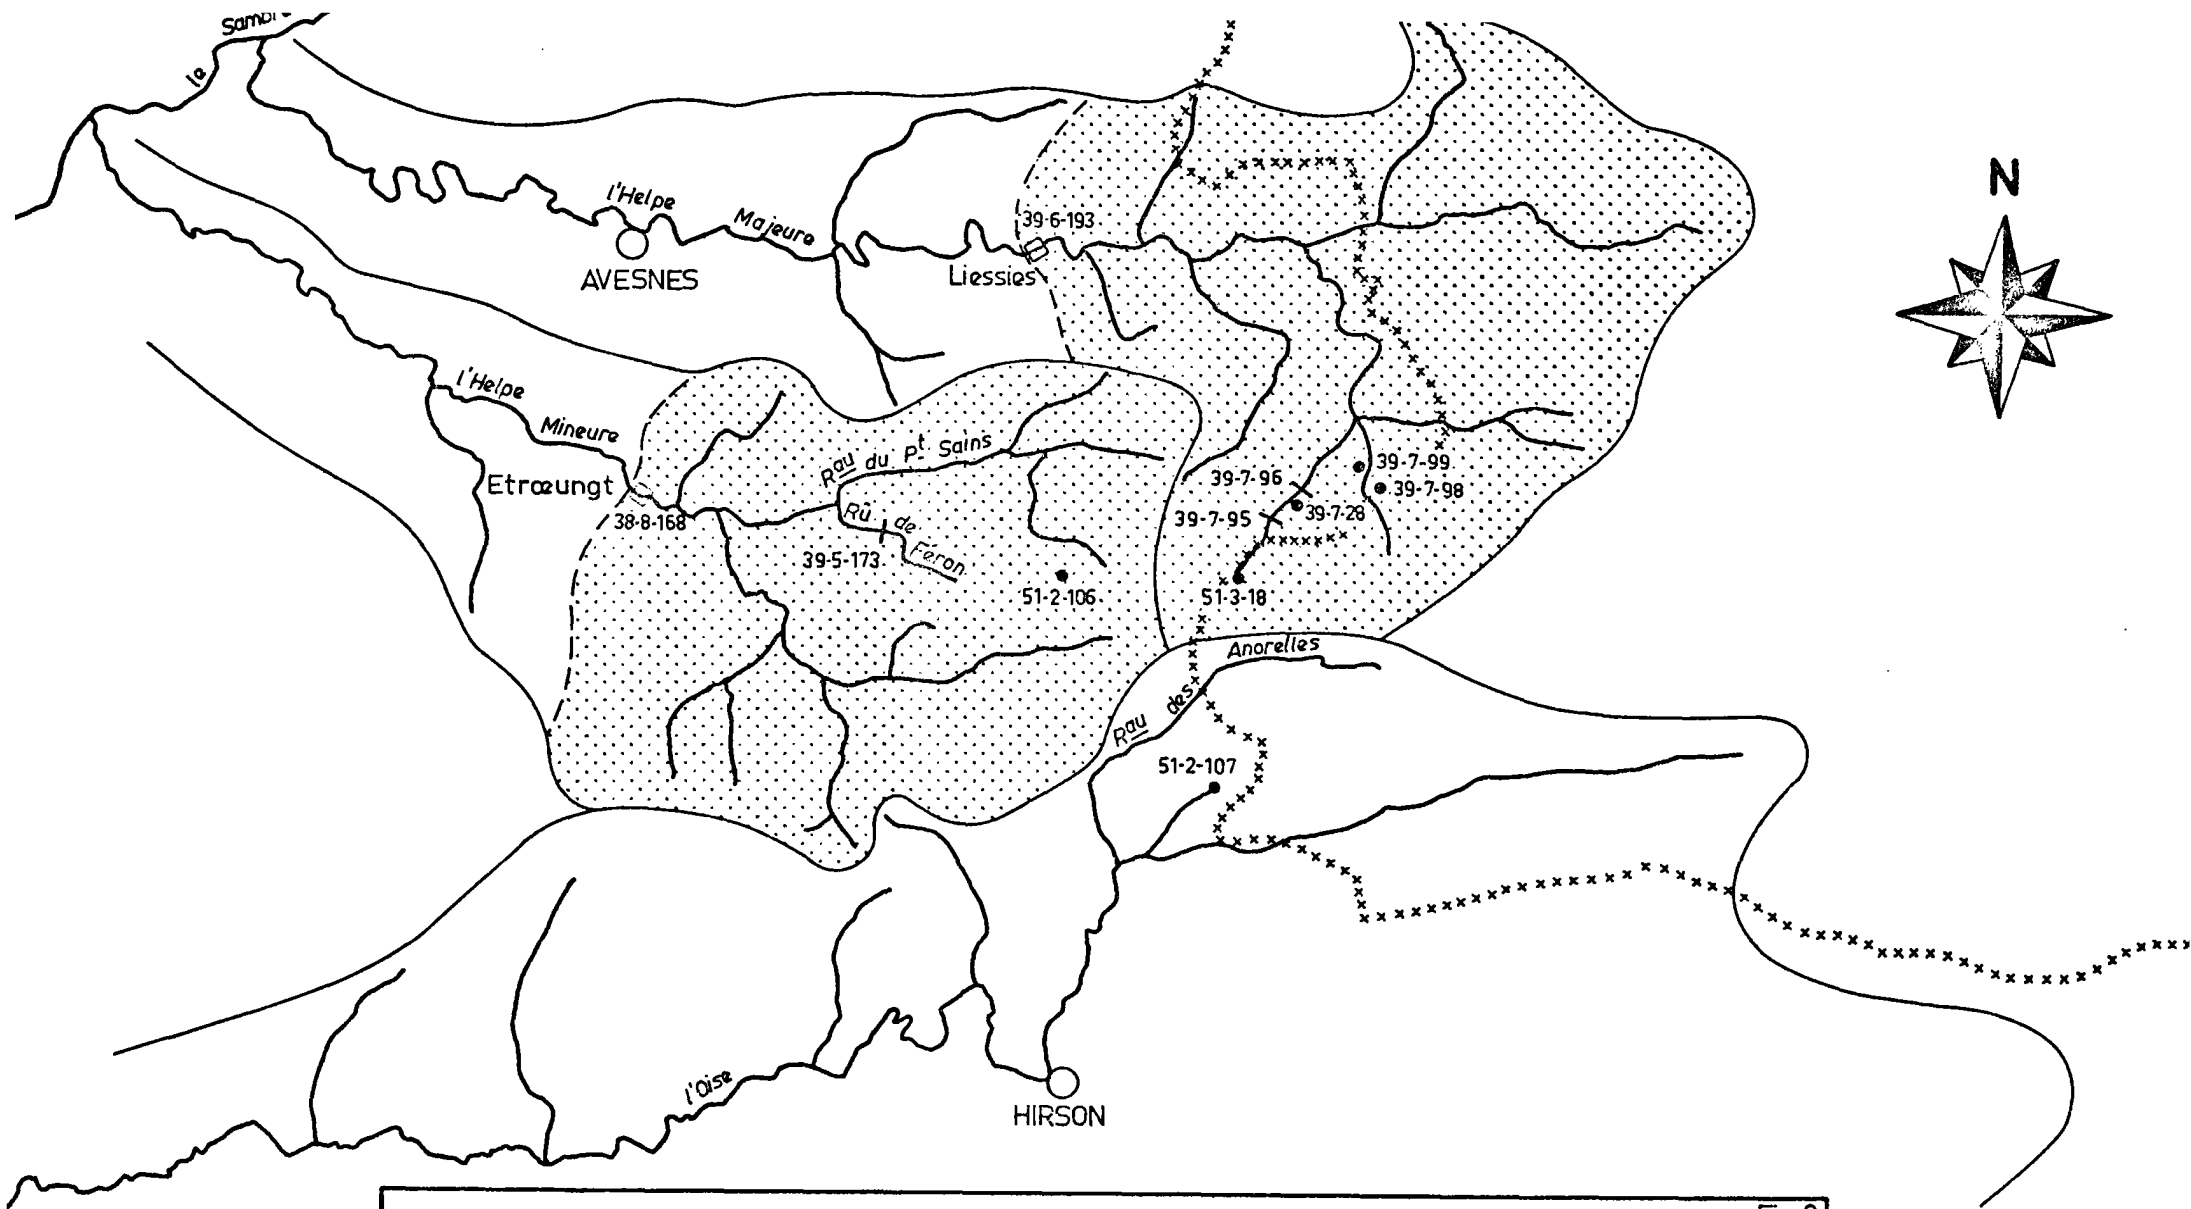 la Sambre
N
l'Helpe Majeure
39-6-193
AVESNES
Liessies
l'Helpe Mineure
Etrœungt
38-8-168
Rau du Pt Sains
Rû de Féron
39-5-173
51-2-106
39-7-99
39-7-96
39-7-98
39-7-28
39-7-95
51-3-18
Rau des Anorelles
51-2-107
l'Oise
HIRSON